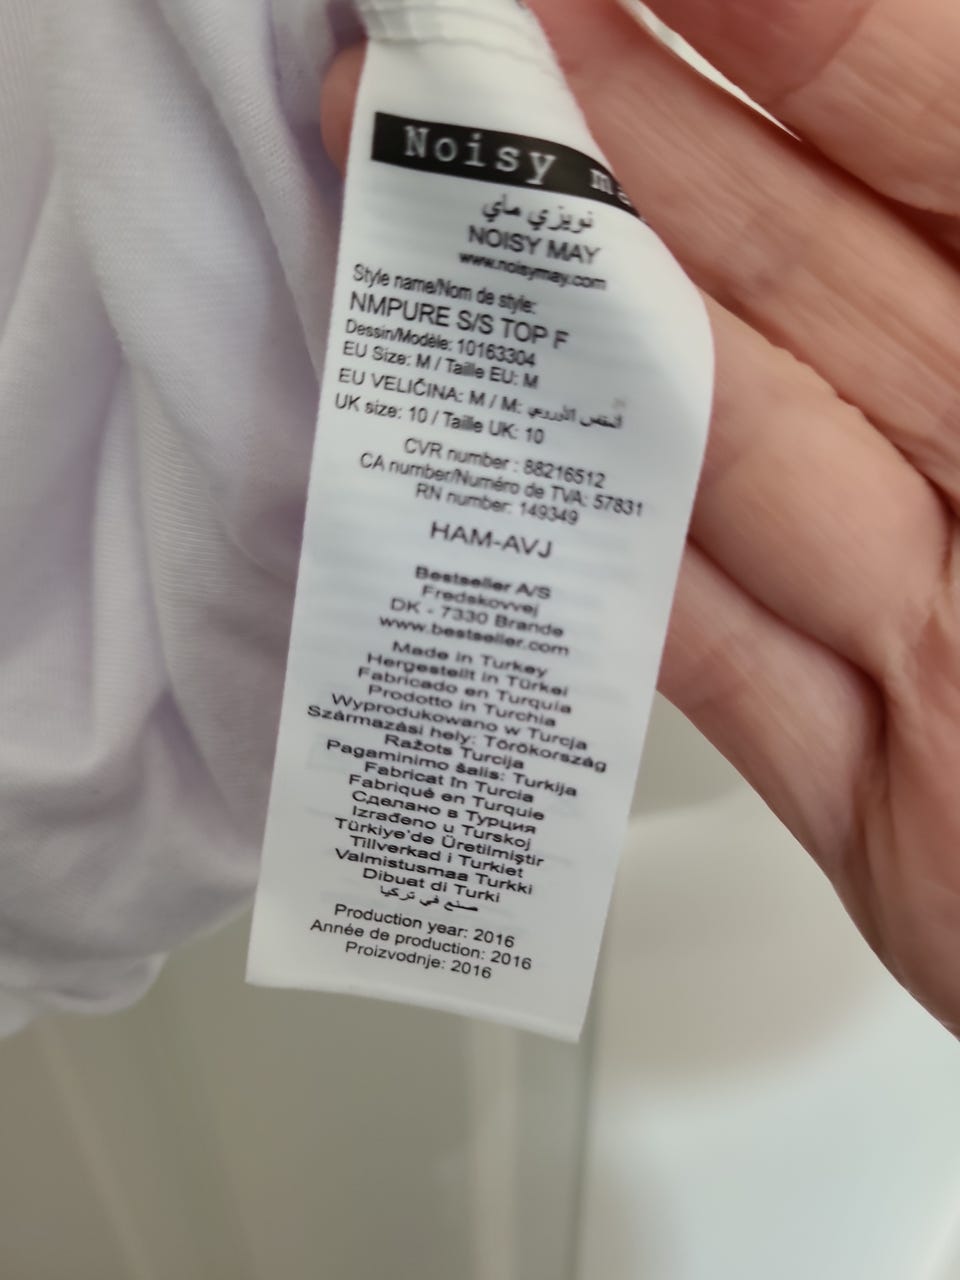 Noisy m
نويزي ماي
NOISY MAY
www.noisymay.com
Style name/Nom de style:
NMPURE S/S TOP F
Dessin/Modèle: 10163304
EU Size: M / Taille EU: M
EU VELIČINA: M / M: المقاس الأوروبي
UK size: 10 / Taille UK: 10
CVR number : 88216512
CA number/Numéro de TVA: 57831
RN number: 149349
HAM-AVJ
Bestseller A/S
Fredskovvej
DK - 7330 Brande
www.bestseller.com
Made in Turkey
Hergestellt in Türkei
Fabricado en Turquía
Prodotto in Turchia
Wyprodukowano w Turcja
Származási hely: Törökország
Ražots Turcija
Pagaminimo šalis: Turkija
Fabricat în Turcia
Fabriqué en Turquie
Сделано в Турция
Izrađeno u Turskoj
Türkiye'de Üretilmiştir
Tillverkad i Turkiet
Valmistusmaa Turkki
Dibuat di Turki
صنع في تركيا
Production year: 2016
Année de production: 2016
Proizvodnje: 2016